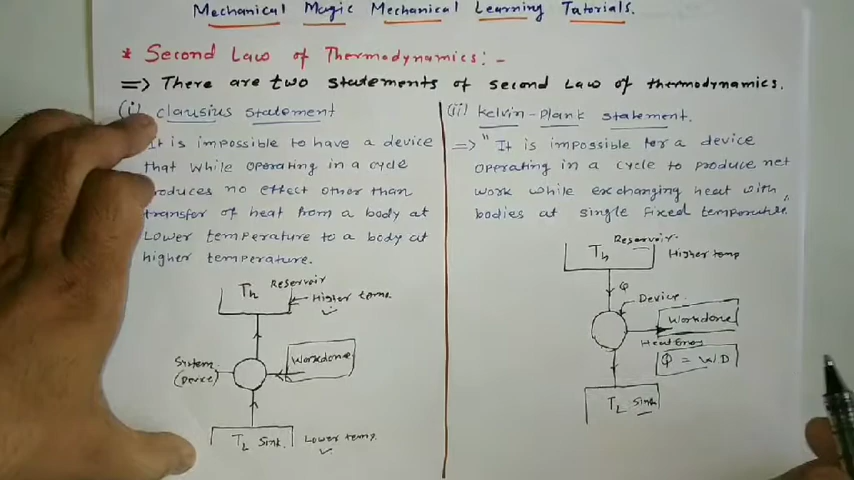 Mechanical Magic Mechanical Learning Tutorials.
* Second Law of Thermodynamics:-
=> There are two statements of second Law of thermodynamics.
(i) clausius statement
It is impossible to have a device
that while operating in a cycle
produces no effect other than
transfer of heat from a body at
Lower temperature to a body at
higher temperature.
Th Reservoir
Higher temp.
System
(Device)
Workdone
TL Sink
Lower temp.
(ii) Kelvin-Plank statement.
=> "It is impossible for a device
operating in a cycle to produce net
work while exchanging heat with
bodies at single fixed temperature."
Reservoir.
Th
Higher temp
Q
Device.
Workdone
Q = W/D
TL Sink